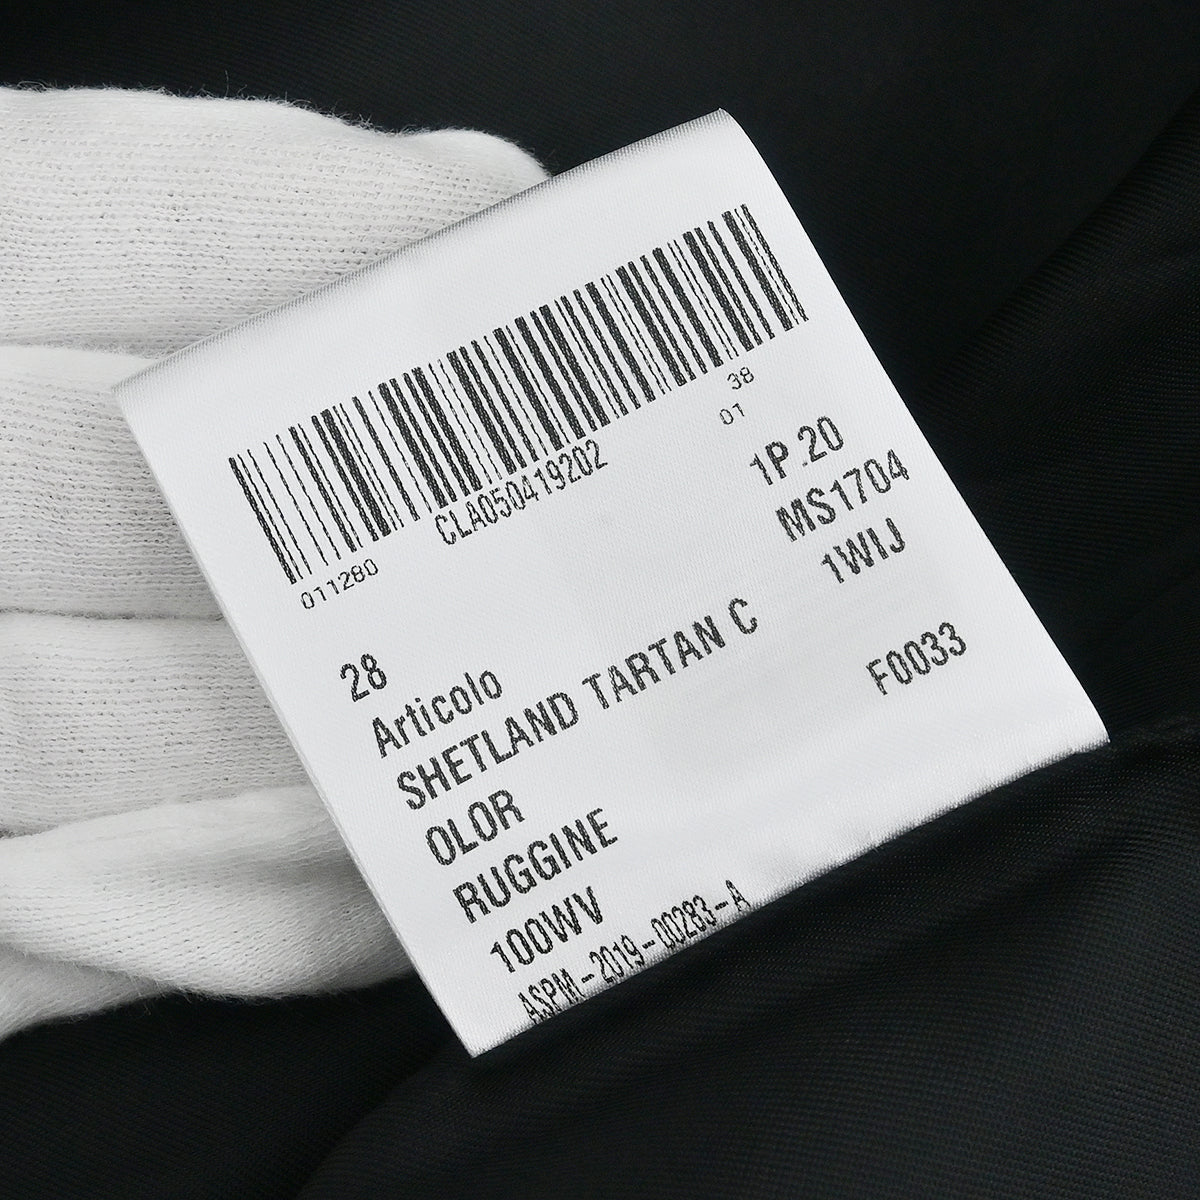 38
011280 CLA050419202 01
28 1P.20
Articolo MS1704
SHETLAND TARTAN C 1WIJ
OLOR
RUGGINE F0033
100WV
ASPM-2019-00283-A